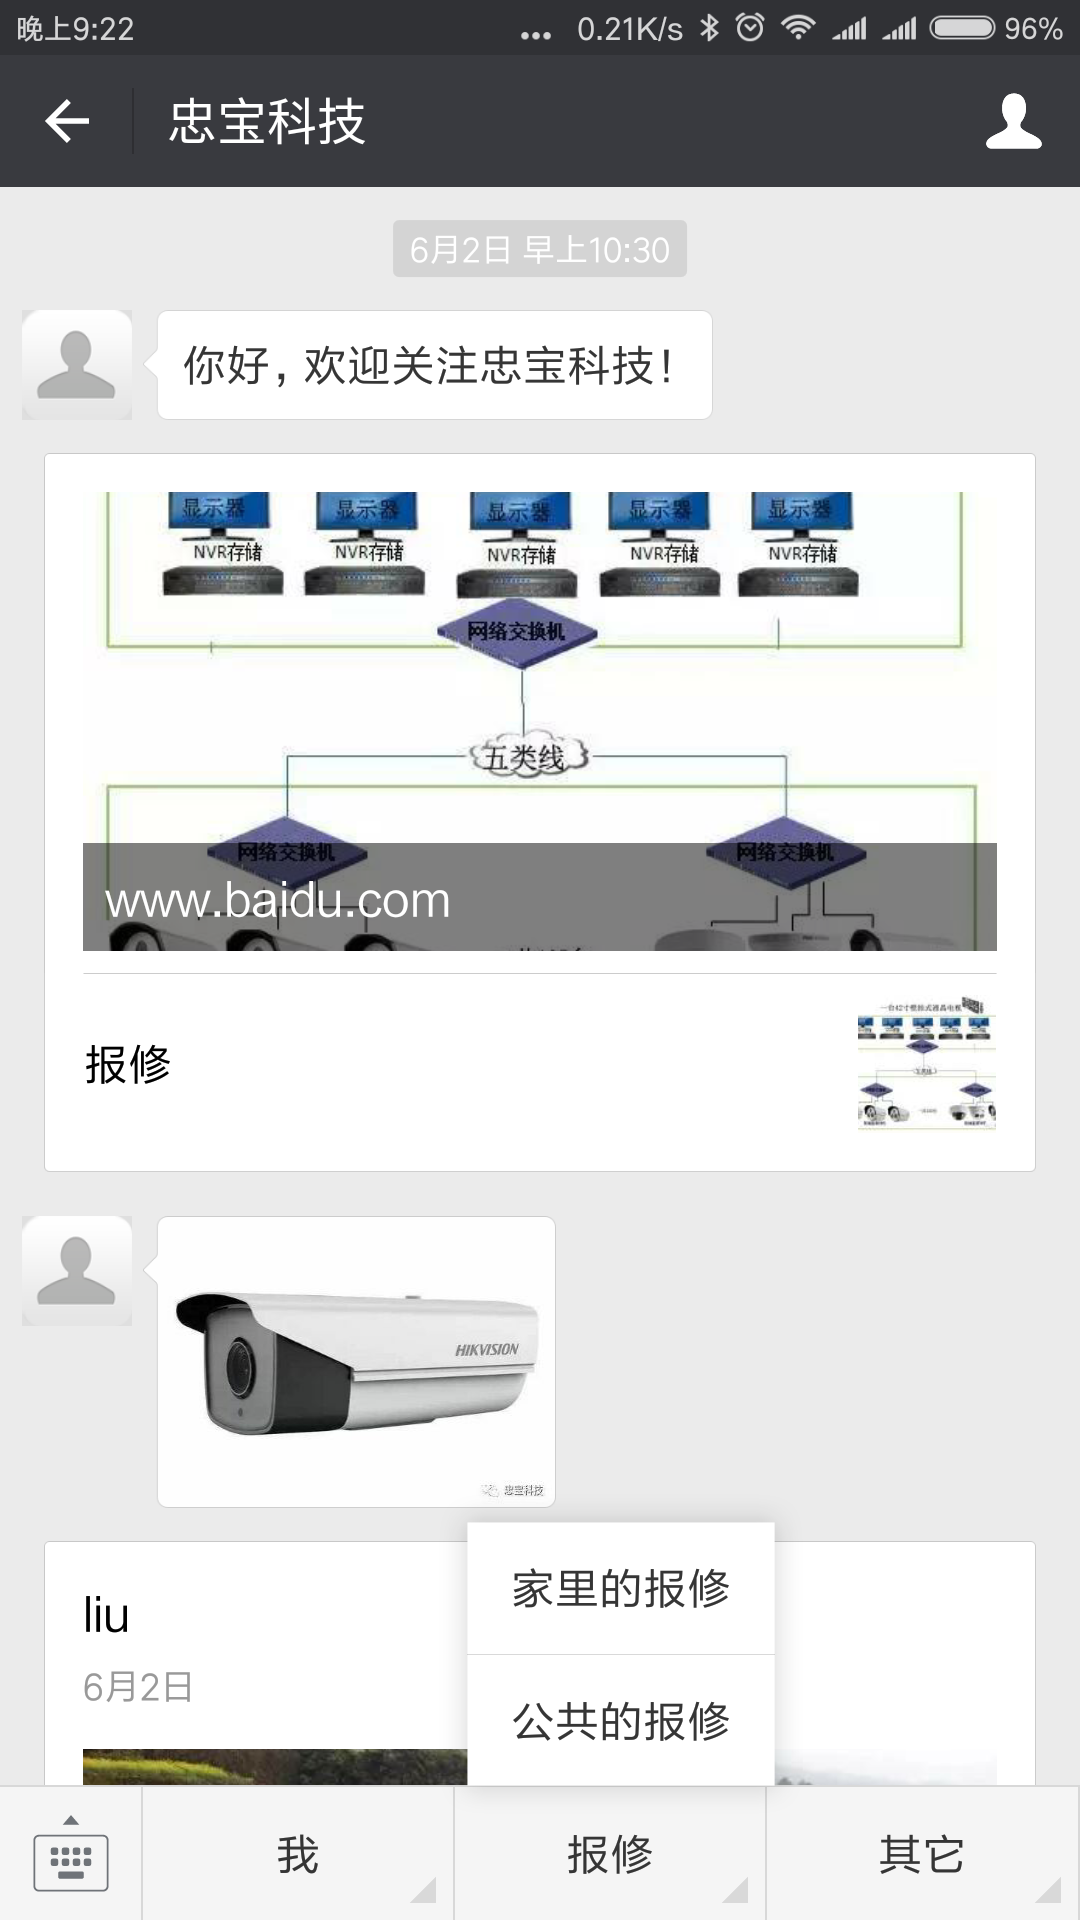 晚上9:22
... 0.21K/s 96%
忠宝科技
6月2日 早上10:30
你好，欢迎关注忠宝科技！
显示器 显示器 显示器 显示器 显示器
NVR存储 NVR存储 NVR存储 NVR存储 NVR存储
网络交换机
五类线
网络交换机 网络交换机
www.baidu.com
报修
HIKVISION
忠宝科技
liu
6月2日
家里的报修
公共的报修
我 报修 其它